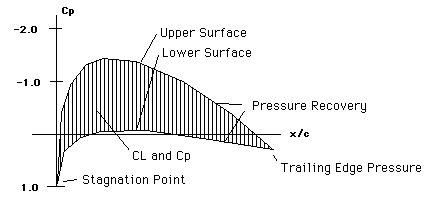 Cp
-2.0
Upper Surface
Lower Surface
-1.0
Pressure Recovery
x/c
CL and Cp
Trailing Edge Pressure
Stagnation Point
1.0